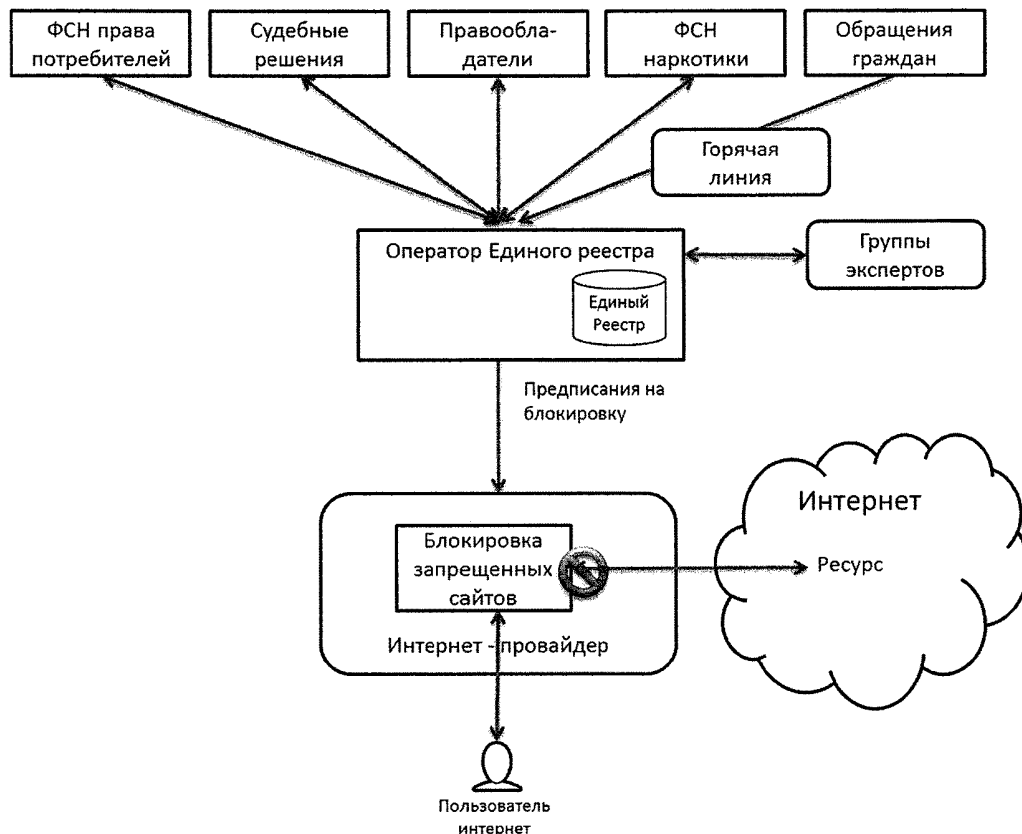 ФСН права
потребителей
Судебные
решения
Правообла-
датели
ФСН
наркотики
Обращения
граждан
Горячая
линия
Оператор Единого реестра
Группы
экспертов
Единый
Реестр
Предписания на
блокировку
Интернет
Блокировка
запрещенных
сайтов
Ресурс
Интернет - провайдер
Пользователь
интернет